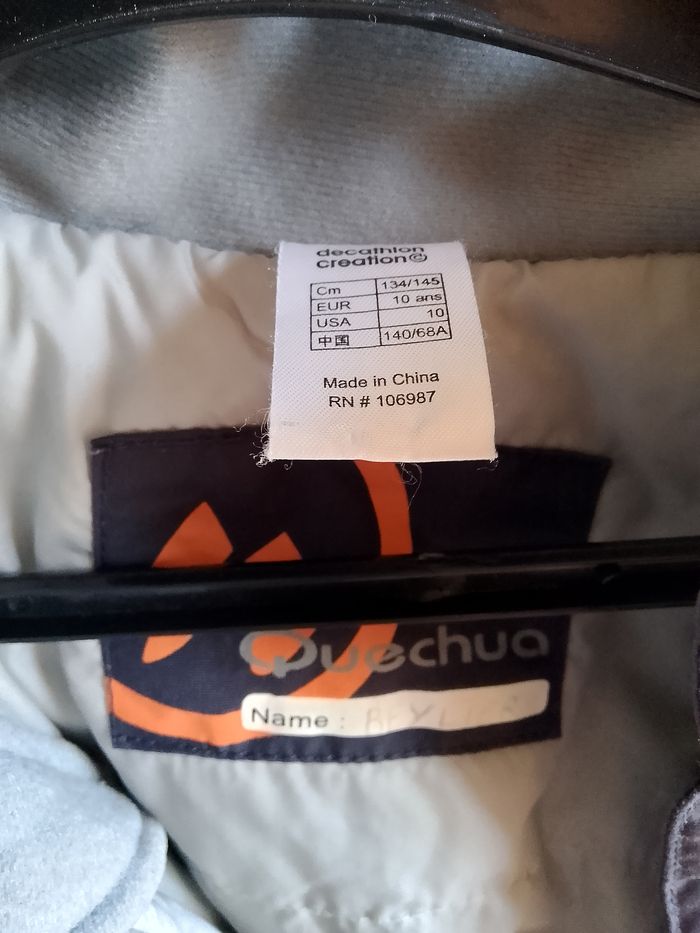 decathlon
creation©
Cm 134/145
EUR 10 ans
USA 10
中国 140/68A
Made in China
RN # 106987
Quechua
Name :